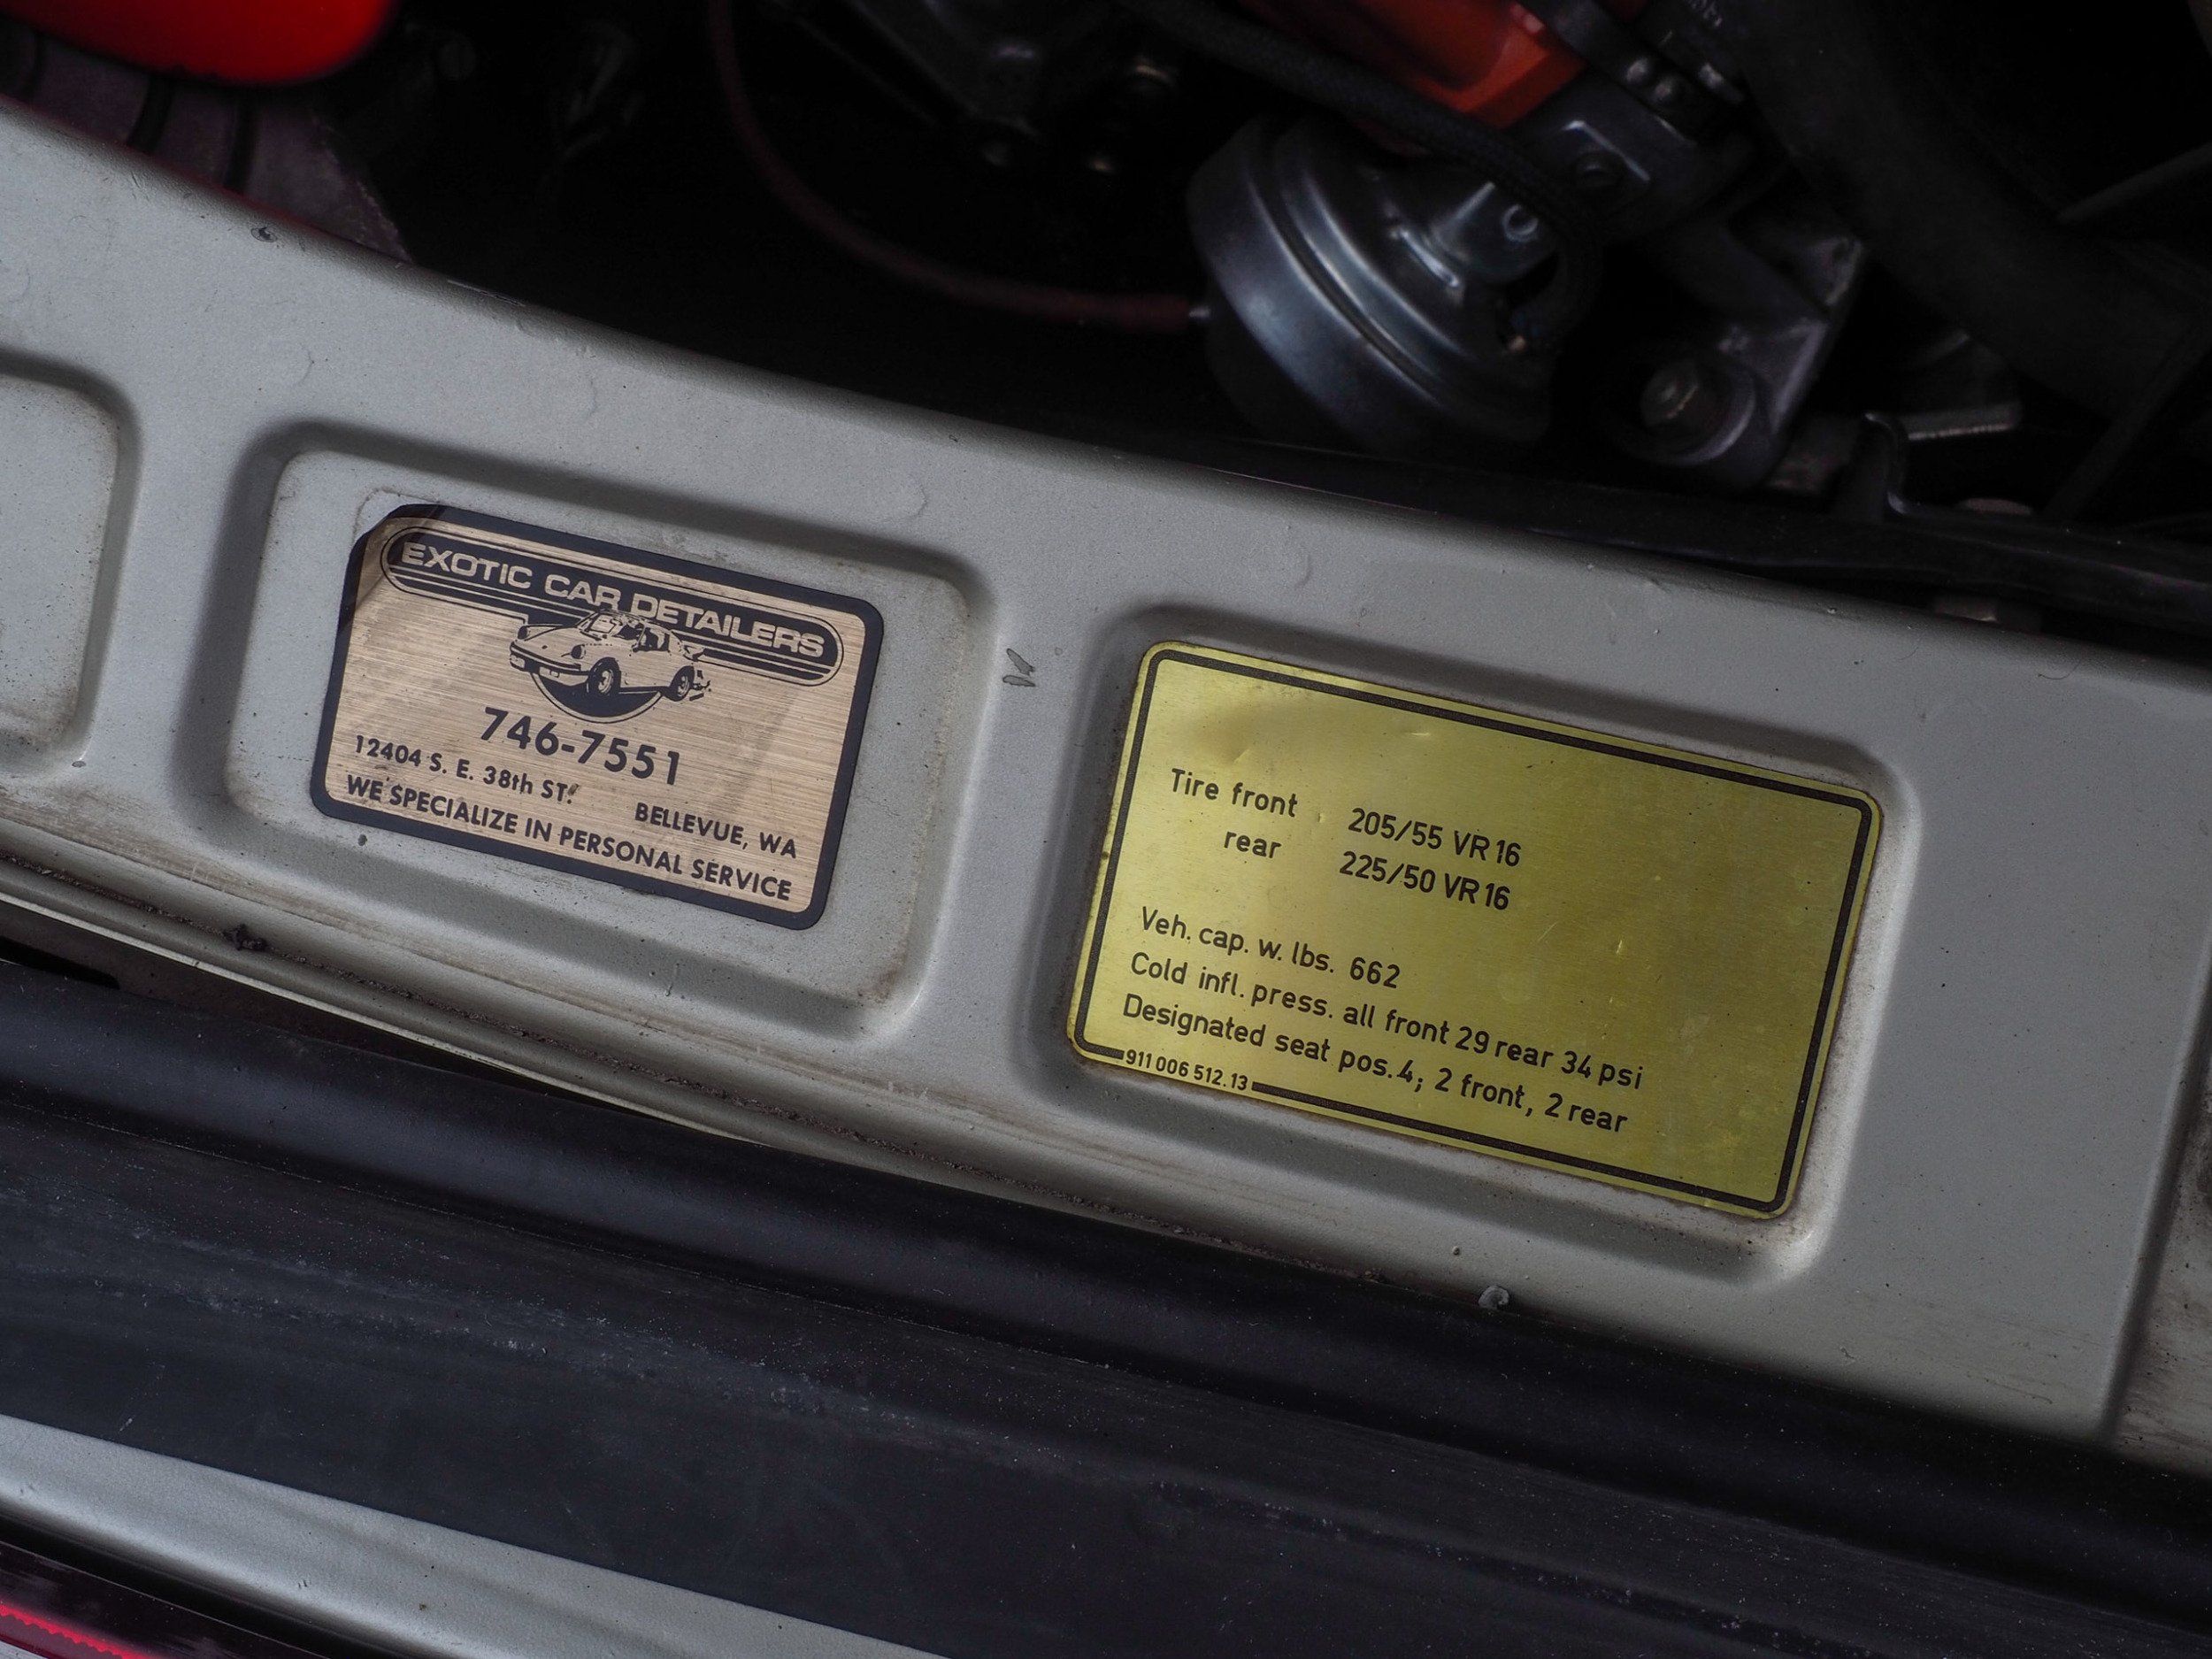 EXOTIC CAR DETAILERS
746-7551
12404 S. E. 38th ST. BELLEVUE, WA
WE SPECIALIZE IN PERSONAL SERVICE
Tire front 205/55 VR 16
rear 225/50 VR 16
Veh. cap. w. lbs. 662
Cold infl. press. all front 29 rear 34 psi
Designated seat pos. 4; 2 front, 2 rear
911 006 512.13